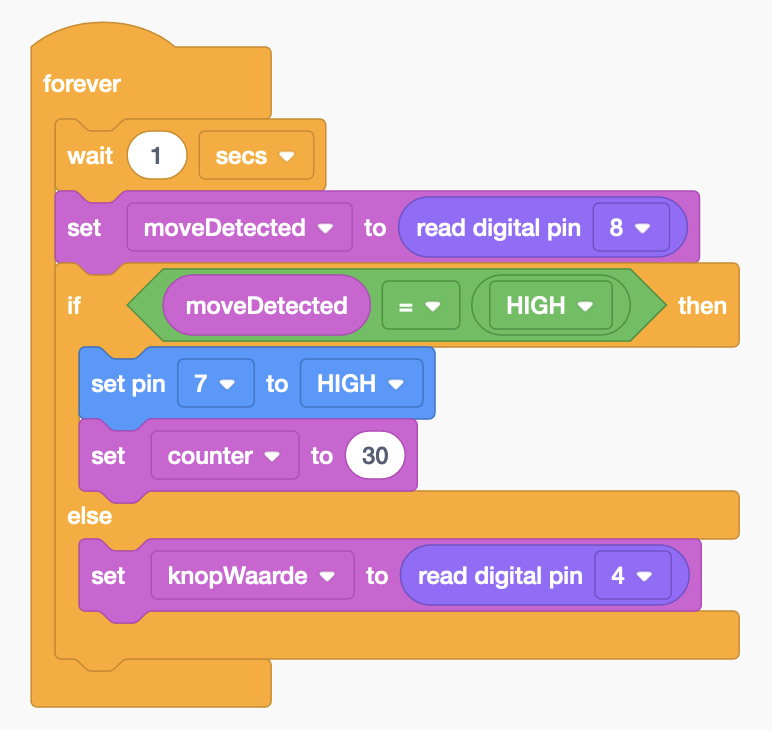 forever
wait 1 secs
set moveDetected to read digital pin 8
if moveDetected = HIGH then
set pin 7 to HIGH
set counter to 30
else
set knopWaarde to read digital pin 4